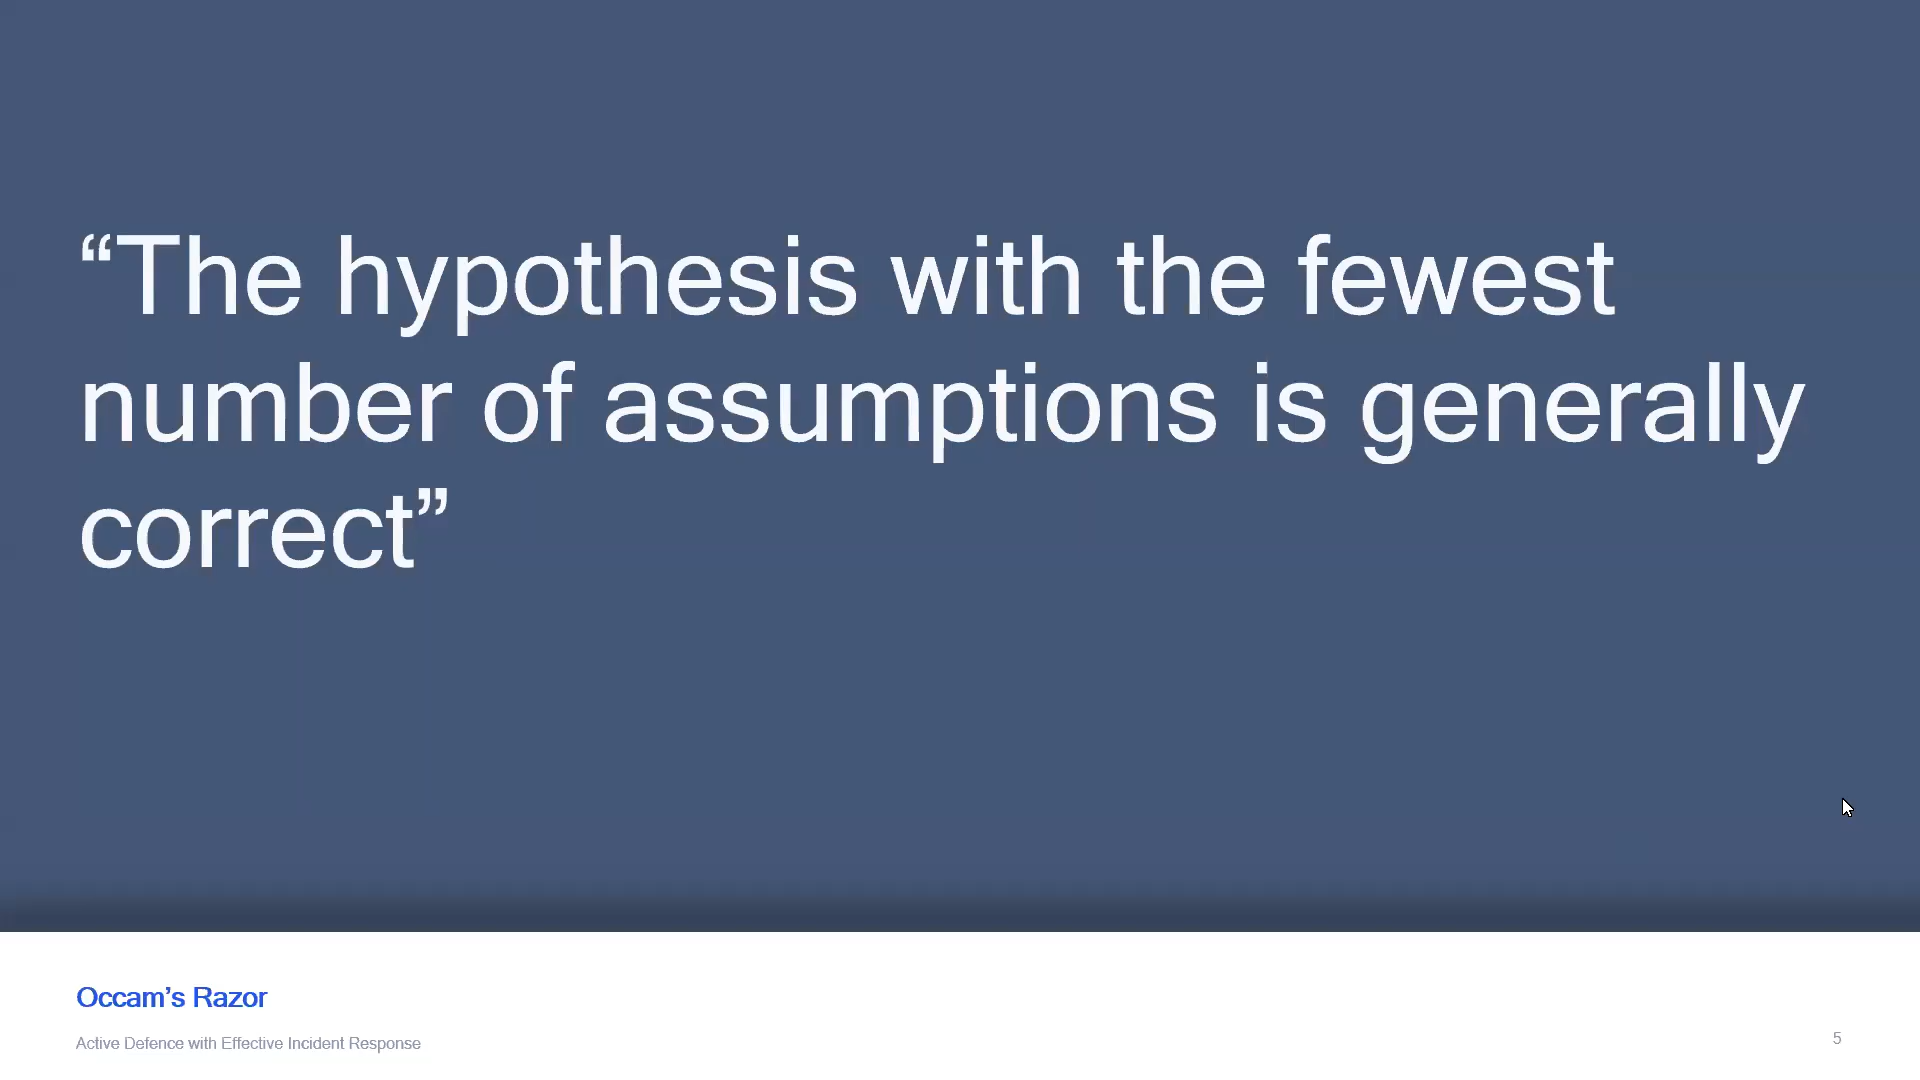 “The hypothesis with the fewest
number of assumptions is generally
correct”
Occam’s Razor
Active Defence with Effective Incident Response
5